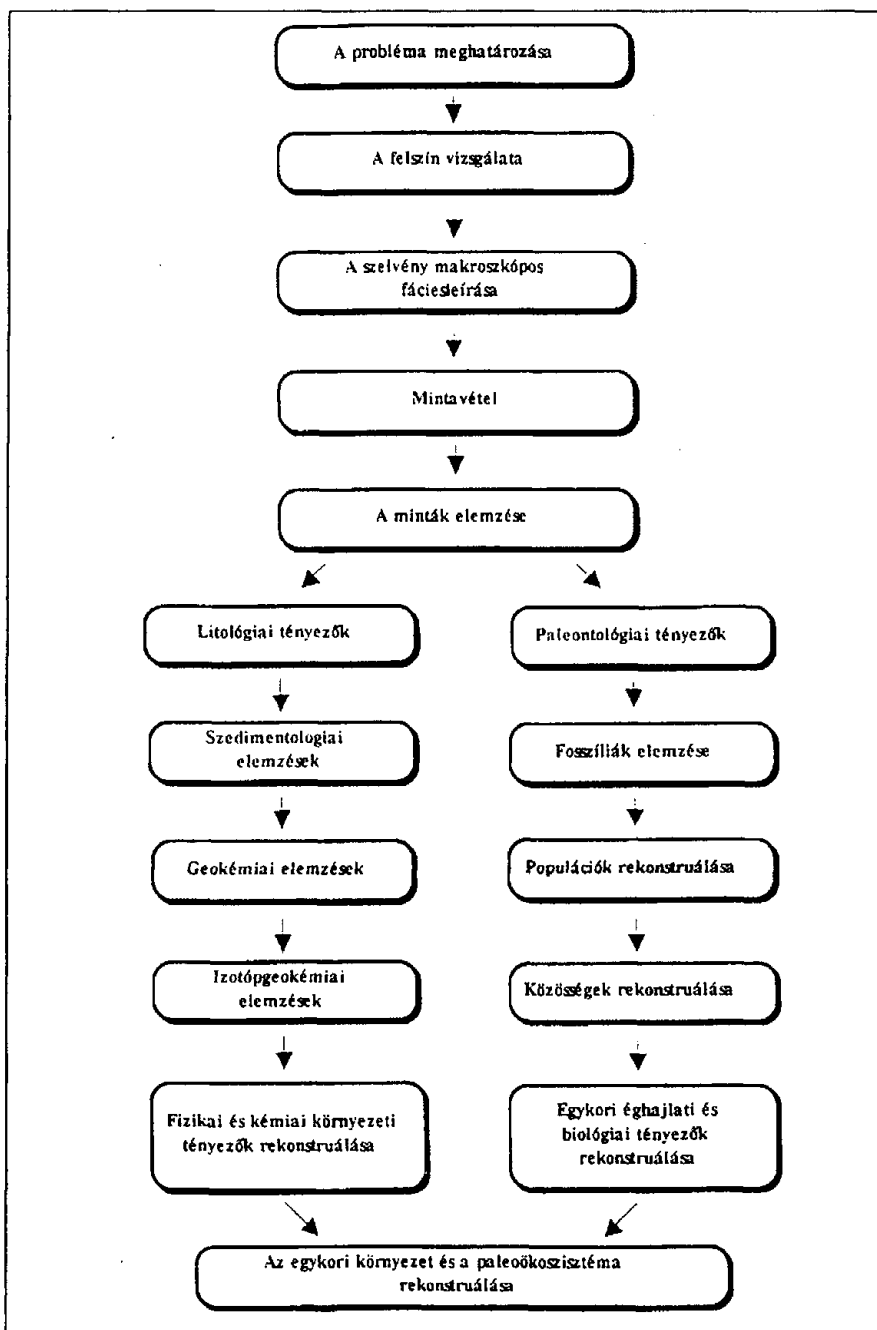 A probléma meghatározása
A felszín vizsgálata
A szelvény makroszkópos
fáciesleírása
Mintavétel
A minták elemzése
Litológiai tényezők
Paleontológiai tényezők
Szedimentologiai
elemzések
Fosszíliák elemzése
Geokémiai elemzések
Populációk rekonstruálása
Izotópgeokémiai
elemzések
Közösségek rekonstruálása
Fizikai és kémiai környezeti
tényezők rekonstruálása
Egykori éghajlati és
biológiai tényezők
rekonstruálása
Az egykori környezet és a paleoökoszisztéma
rekonstruálása